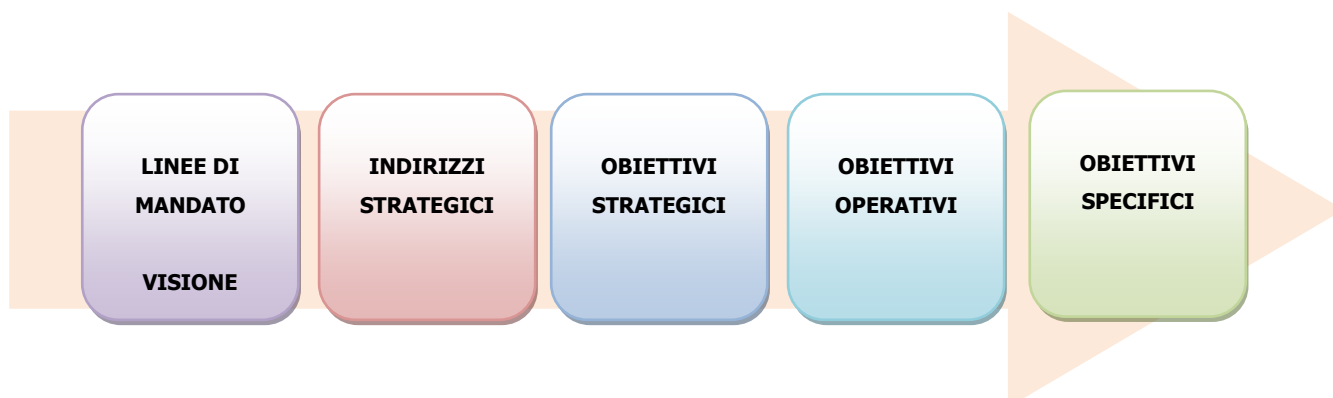 LINEE DI
MANDATO
VISIONE
INDIRIZZI
STRATEGICI
OBIETTIVI
STRATEGICI
OBIETTIVI
OPERATIVI
OBIETTIVI
SPECIFICI